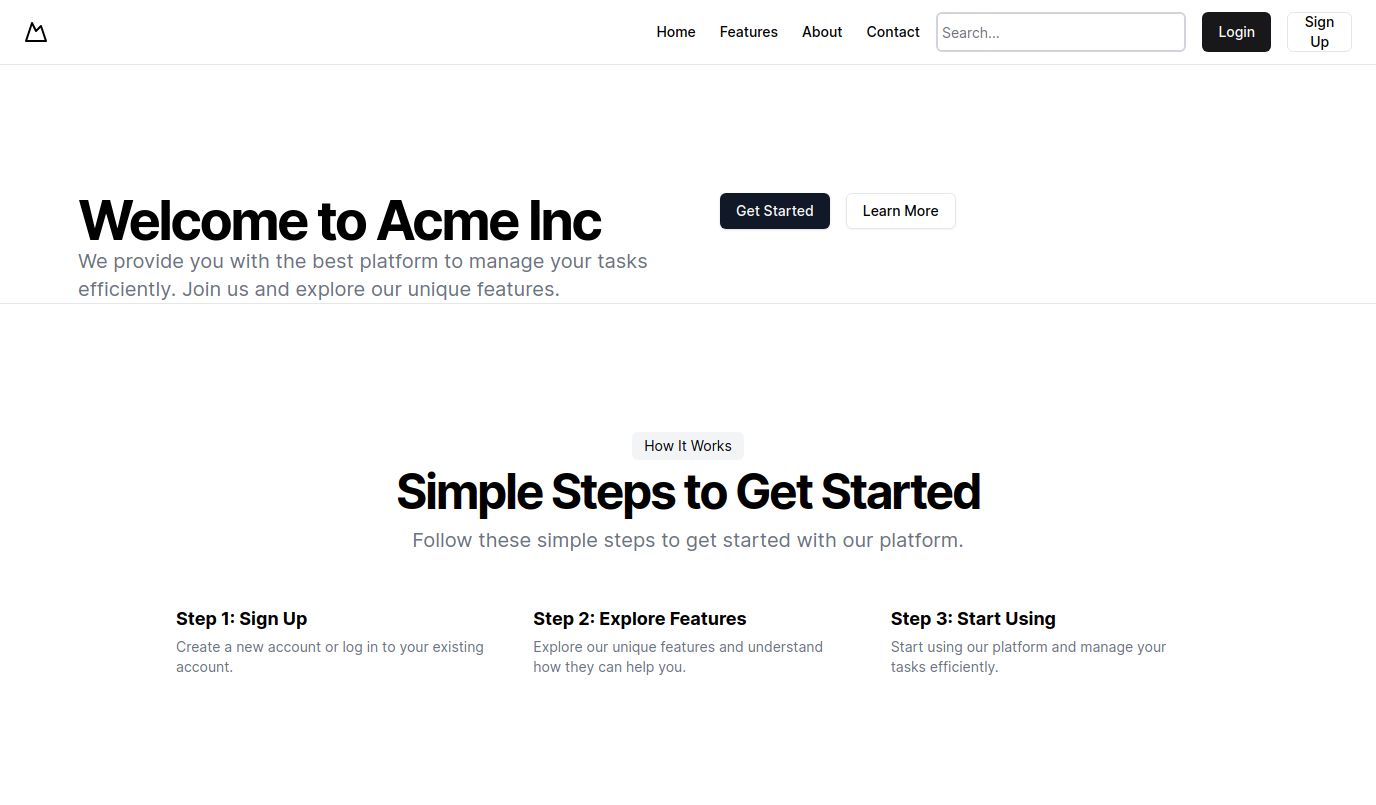 Home Features About Contact Search... Login Sign Up
Welcome to Acme Inc
We provide you with the best platform to manage your tasks
efficiently. Join us and explore our unique features.
Get Started Learn More
How It Works
Simple Steps to Get Started
Follow these simple steps to get started with our platform.
Step 1: Sign Up
Create a new account or log in to your existing
account.
Step 2: Explore Features
Explore our unique features and understand
how they can help you.
Step 3: Start Using
Start using our platform and manage your
tasks efficiently.